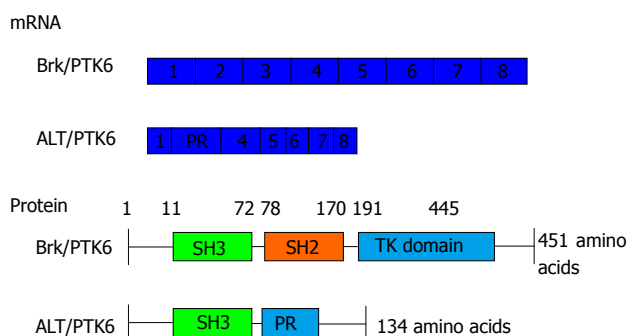 mRNA
Brk/PTK6
1 2 3 4 5 6 7 8
ALT/PTK6
1 PR 4 5 6 7 8
Protein
1 11 72 78 170 191 445
Brk/PTK6
SH3 SH2 TK domain
451 amino
acids
ALT/PTK6
SH3 PR
134 amino acids